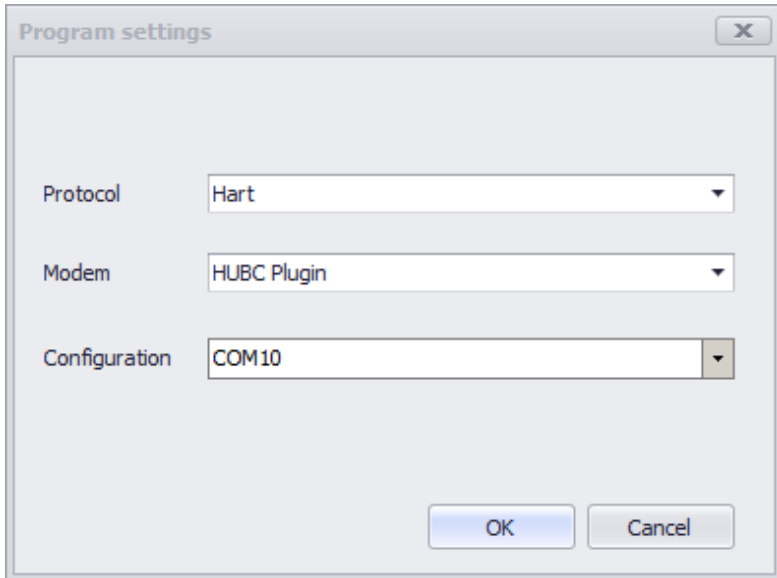 Program settings
Protocol Hart
Modem HUBC Plugin
Configuration COM10
OK Cancel